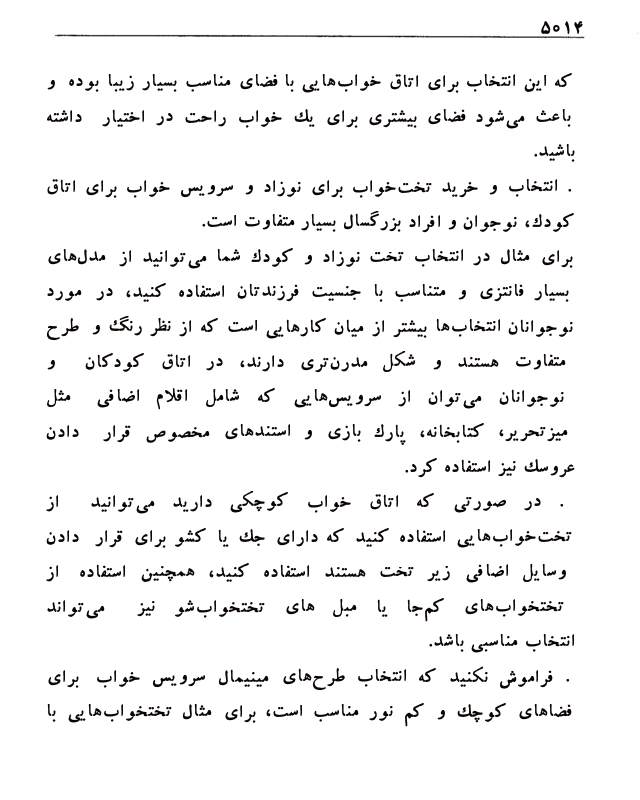 ۵۰۱۴
که این انتخاب برای اتاق خواب‌هایی با فضای مناسب بسیار زیبا بوده و
باعث می‌شود فضای بیشتری برای یك خواب راحت در اختیار داشته
باشید.
. انتخاب و خرید تخت‌خواب برای نوزاد و سرویس خواب برای اتاق
کودك، نوجوان و افراد بزرگسال بسیار متفاوت است.
برای مثال در انتخاب تخت نوزاد و کودك شما می‌توانید از مدل‌های
بسیار فانتزی و متناسب با جنسیت فرزندتان استفاده کنید، در مورد
نوجوانان انتخاب‌ها بیشتر از میان کارهایی است که از نظر رنگ و طرح
متفاوت هستند و شکل مدرن‌تری دارند، در اتاق کودکان و
نوجوانان می‌توان از سرویس‌هایی که شامل اقلام اضافی مثل
میزتحریر، کتابخانه، پارك بازی و استندهای مخصوص قرار دادن
عروسك نیز استفاده کرد.
. در صورتی که اتاق خواب کوچکی دارید می‌توانید از
تخت‌خواب‌هایی استفاده کنید که دارای جك یا کشو برای قرار دادن
وسایل اضافی زیر تخت هستند استفاده کنید، همچنین استفاده از
تختخواب‌های کم‌جا یا مبل های تختخواب‌شو نیز می‌تواند
انتخاب مناسبی باشد.
. فراموش نکنید که انتخاب طرح‌های مینیمال سرویس خواب برای
فضاهای کوچك و کم نور مناسب است، برای مثال تختخواب‌هایی با